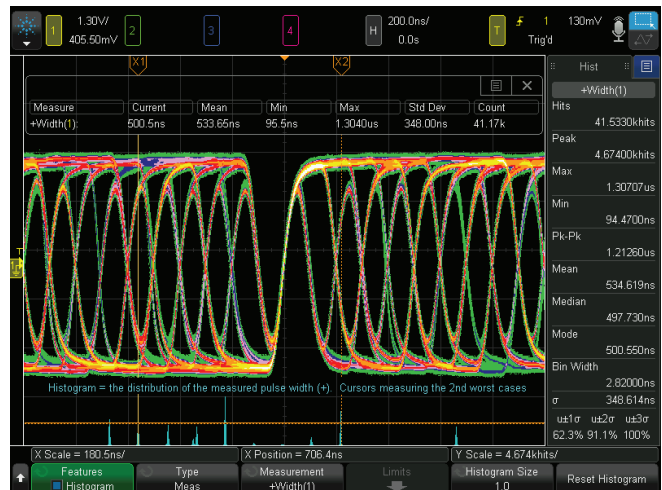 1 1.30V/ 405.50mV 2 3 4 H 200.0ns/ 0.0s T 1 130mV Trig'd
X1 X2
Hist
+Width(1)
Measure Current Mean Min Max Std Dev Count
+Width(1): 500.5ns 533.65ns 95.5ns 1.3040us 348.00ns 41.17k
Hits
41.5330khits
Peak
4.67400khits
Max
1.30707us
Min
94.4700ns
Pk-Pk
1.21260us
Mean
534.619ns
Median
497.730ns
Mode
500.550ns
Bin Width
2.82000ns
σ
348.614ns
u±1σ u±2σ u±3σ
62.3% 91.1% 100%
T
1
Histogram = the distribution of the measured pulse width (+). Cursors measuring the 2nd worst cases
X Scale = 180.5ns/ X Position = 706.4ns Y Scale = 4.674khits/
Features Type Measurement Limits Histogram Size Reset Histogram
Histogram Meas +Width(1) 1.0